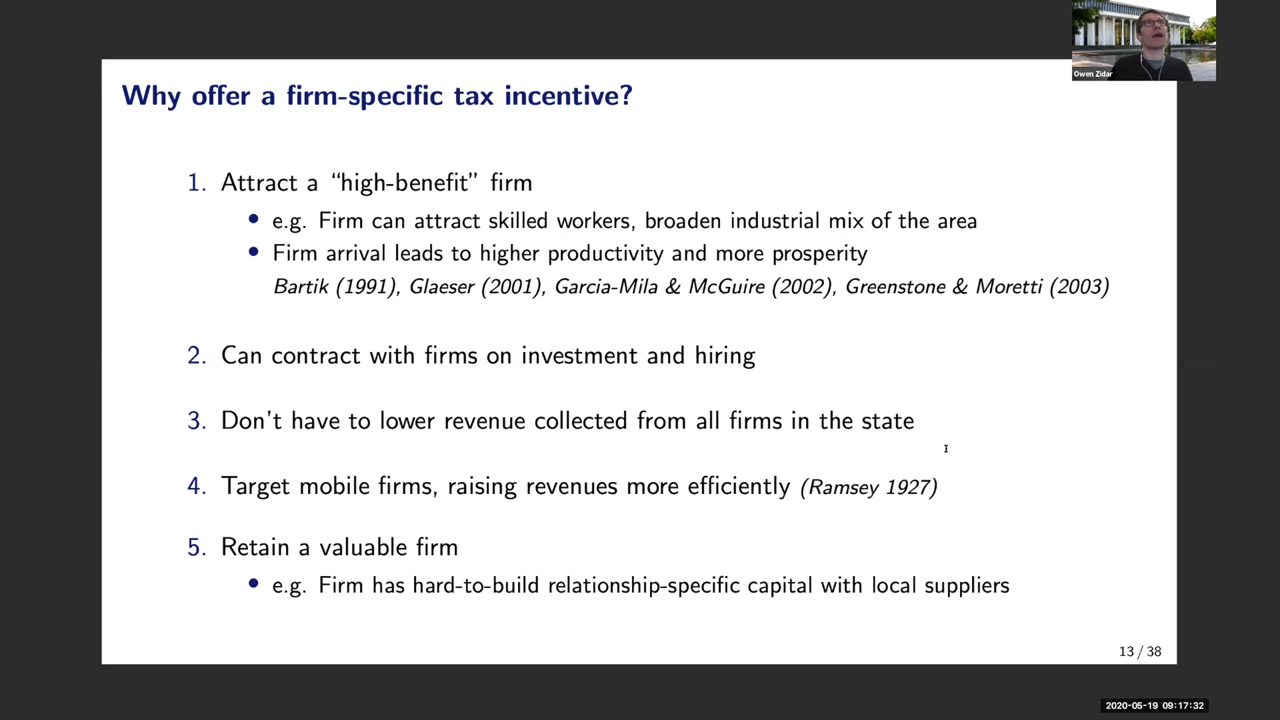 Owen Zidar
Why offer a firm-specific tax incentive?
1. Attract a “high-benefit” firm
• e.g. Firm can attract skilled workers, broaden industrial mix of the area
• Firm arrival leads to higher productivity and more prosperity
Bartik (1991), Glaeser (2001), Garcia-Mila & McGuire (2002), Greenstone & Moretti (2003)
2. Can contract with firms on investment and hiring
3. Don't have to lower revenue collected from all firms in the state
4. Target mobile firms, raising revenues more efficiently (Ramsey 1927)
5. Retain a valuable firm
• e.g. Firm has hard-to-build relationship-specific capital with local suppliers
13 / 38
2020-05-19 09:17:32